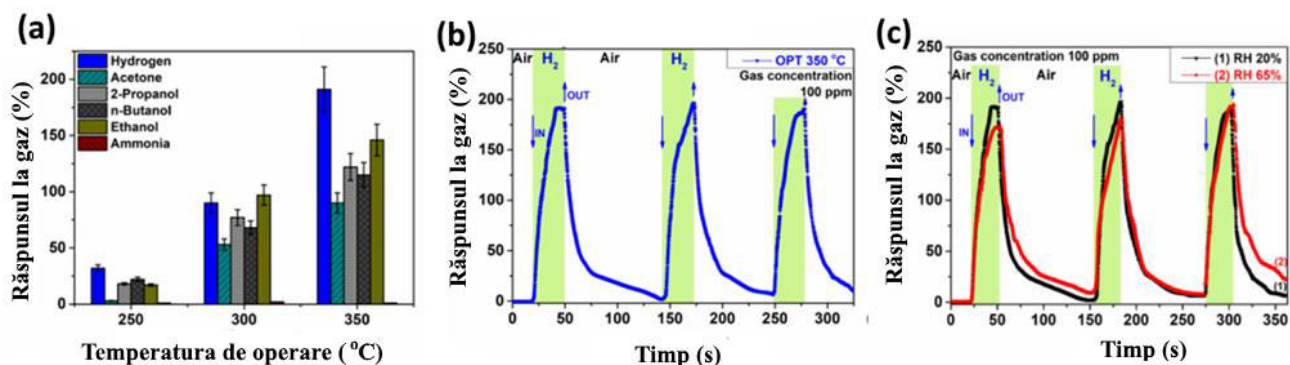 (a)
Răspunsul la gaz (%)
200
150
100
50
0
Hydrogen
Acetone
2-Propanol
n-Butanol
Ethanol
Ammonia
250
300
350
Temperatura de operare (°C)
(b)
Răspunsul la gaz (%)
250
200
150
100
50
0
Air
H2
Air
H2
OPT 350 °C
Gas concentration
100 ppm
OUT
IN
0
50
100
150
200
250
300
Timp (s)
(c)
Răspunsul la gaz (%)
250
200
150
100
50
0
Gas concentration 100 ppm
Air
H2
Air
H2
(1) RH 20%
(2) RH 65%
OUT
IN
(2)
(1)
0
50
100
150
200
250
300
350
Timp (s)